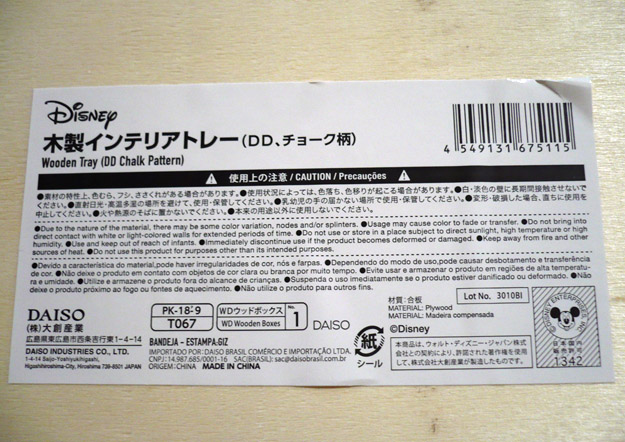 Disney
木製インテリアトレー(DD、チョーク柄)
Wooden Tray (DD Chalk Pattern)
4 549131 675115
使用上の注意 / CAUTION / Precauções
●素材の特性上、色むら、フシ、ささくれがある場合があります。●使用状況によっては、色落ち、色移りが起こる場合があります。●白・淡色の壁に長期間接触させないでください。●直射日光・高温多湿の場所を避けて使用・保管してください。●乳幼児の手の届かない場所で使用・保管してください。●変形・破損した場合、直ちに使用を中止してください。●火や熱源のそばに置かないでください。●本来の用途以外に使用しないでください。
●Due to the nature of the material, there may be some color variation, nodes and/or splinters. ●Usage may cause color to fade or transfer. ●Do not bring into
direct contact with white or light-colored walls for extended periods of time. ●Do not use or store in a place subject to direct sunlight, high temperature or high
humidity. ●Use and keep out of reach of infants. ●Immediately discontinue use if the product becomes deformed or damaged. ●Keep away from fire and other
sources of heat. ●Do not use this product for purposes other than its intended use.
●Devido a característica do material,pode haver irregularidades de cor, nós e farpas. ●Dependendo do modo de uso,pode causar desbotamento e transferência
de cor. ●Não deixe o produto em contato com objetos de cor clara ou branca por muito tempo. ●Evite usar e armazenar o produto em regiões de alta temperatu-
ra e umidade. ●Utilize e armazene o produto fora do alcance de crianças. ●Suspenda o uso imediatamente se o produto estiver deformado ou danificado. ●Não
deixe o produto próximo ao fogo ou fontes de aquecimento. ●Não utilize o produto para outros fins.
DAISO
(株)大創産業
広島県東広島市西条吉行東1-4-14
DAISO INDUSTRIES CO., LTD.
1-4-14 Saijo-Yoshiyukihigashi,
Higashihiroshima-City, Hiroshima 739-8501 JAPAN
PK-18-9
T067
WDウッドボックス
WD Wooden Boxes
No.
1
DAISO
BANDEJA – ESTAMPA.GIZ
IMPORTADO POR: DAISO BRASIL COMÉRCIO E IMPORTAÇÃO LTDA.
CNPJ:14.987.685/0001-16 SAC(BRASIL):sac@daisobrasil.com.br
ORIGEM:CHINA MADE IN CHINA
紙
シール
材質:合板
MATERIAL: Plywood
MATERIAL: Madeira compensada
Lot No. 3010BI
©Disney
本商品は、ウォルト・ディズニー・ジャパン株式会社
との契約により、許諾された著作権を使用
して、株式会社大創産業が製造したものです。
DISNEY ENTERPRISES, INC.
日本国内
販売許可
1342